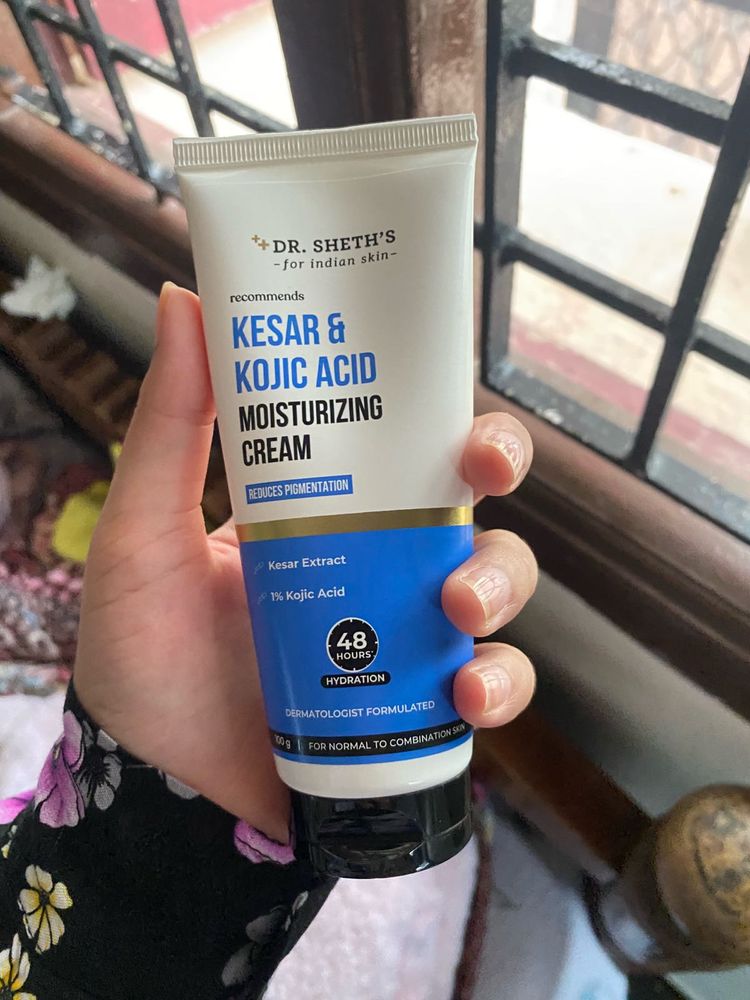 DR. SHETH'S
-for indian skin-
recommends
KESAR &
KOJIC ACID
MOISTURIZING
CREAM
REDUCES PIGMENTATION
Kesar Extract
1% Kojic Acid
48
HOURS*
HYDRATION
DERMATOLOGIST FORMULATED
100 g | FOR NORMAL TO COMBINATION SKIN